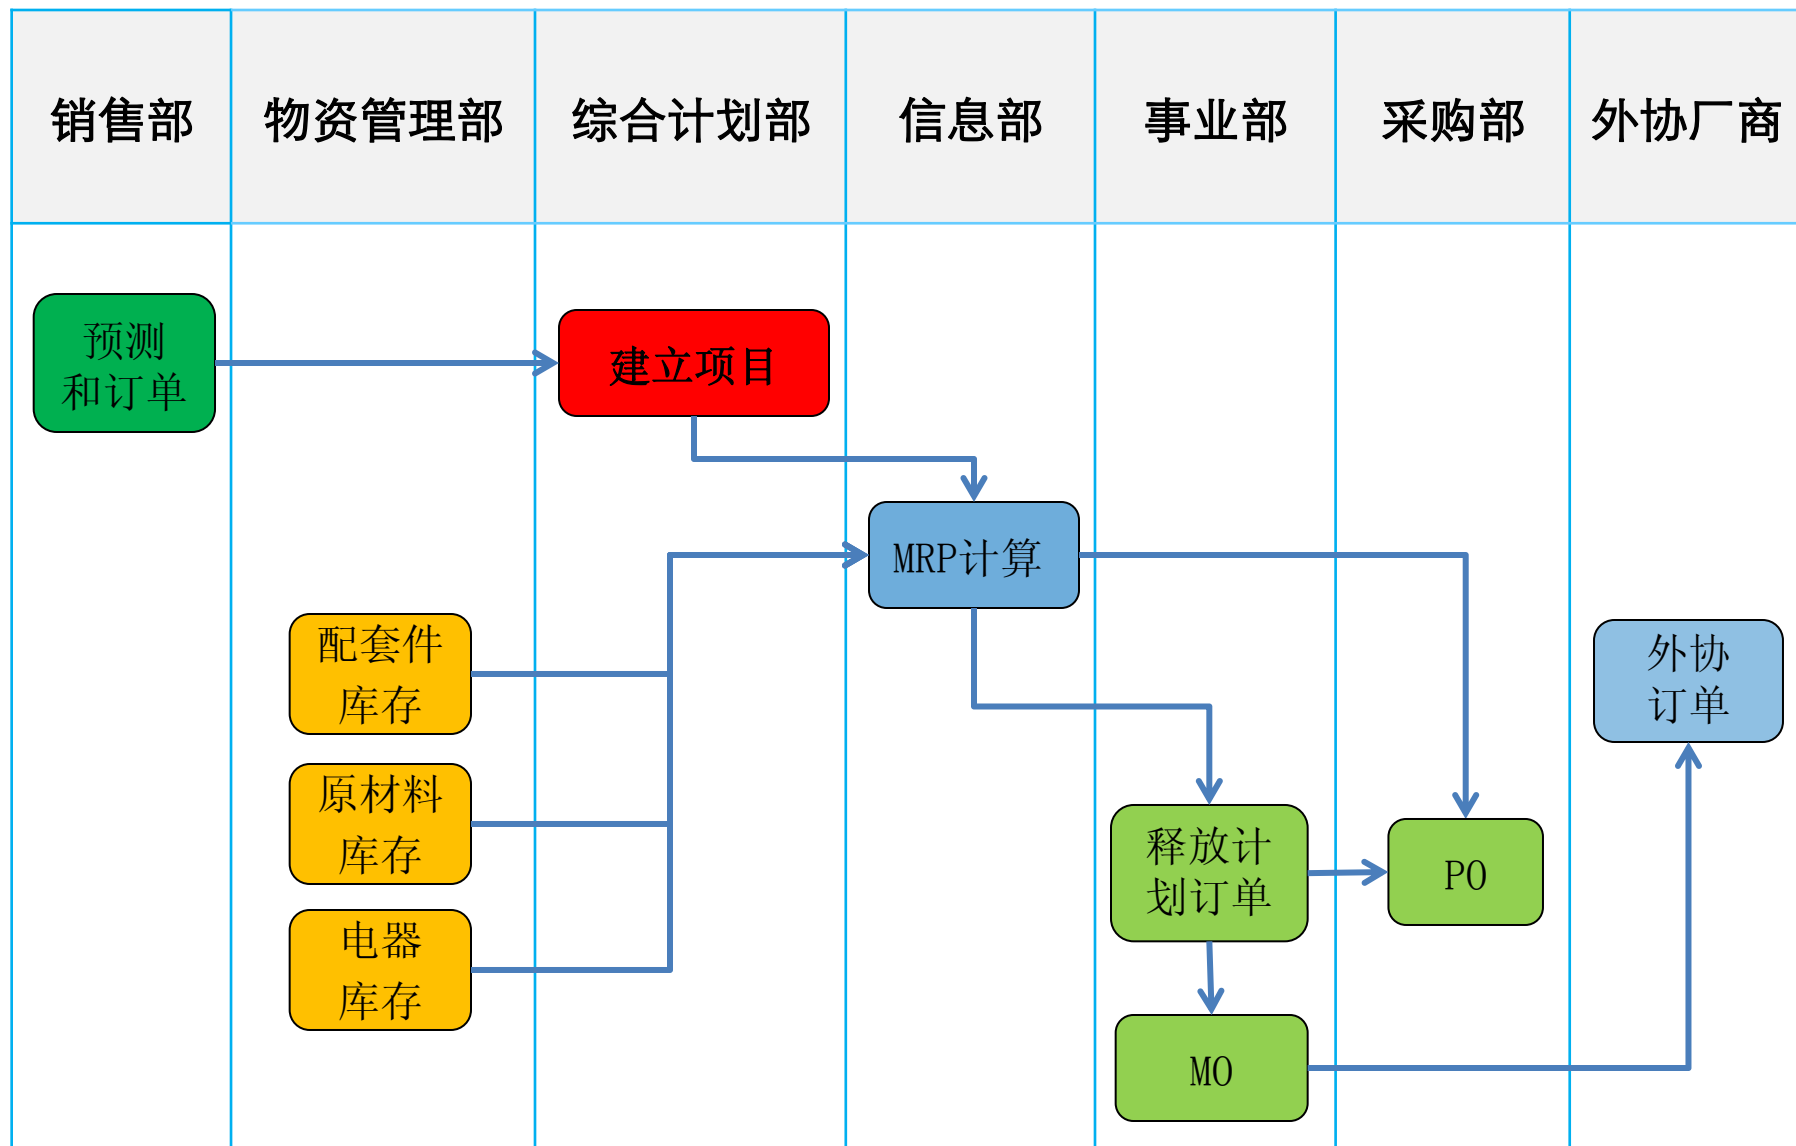 销售部
物资管理部
综合计划部
信息部
事业部
采购部
外协厂商
预测
和订单
建立项目
MRP计算
配套件
库存
原材料
库存
电器
库存
释放计
划订单
PO
MO
外协
订单